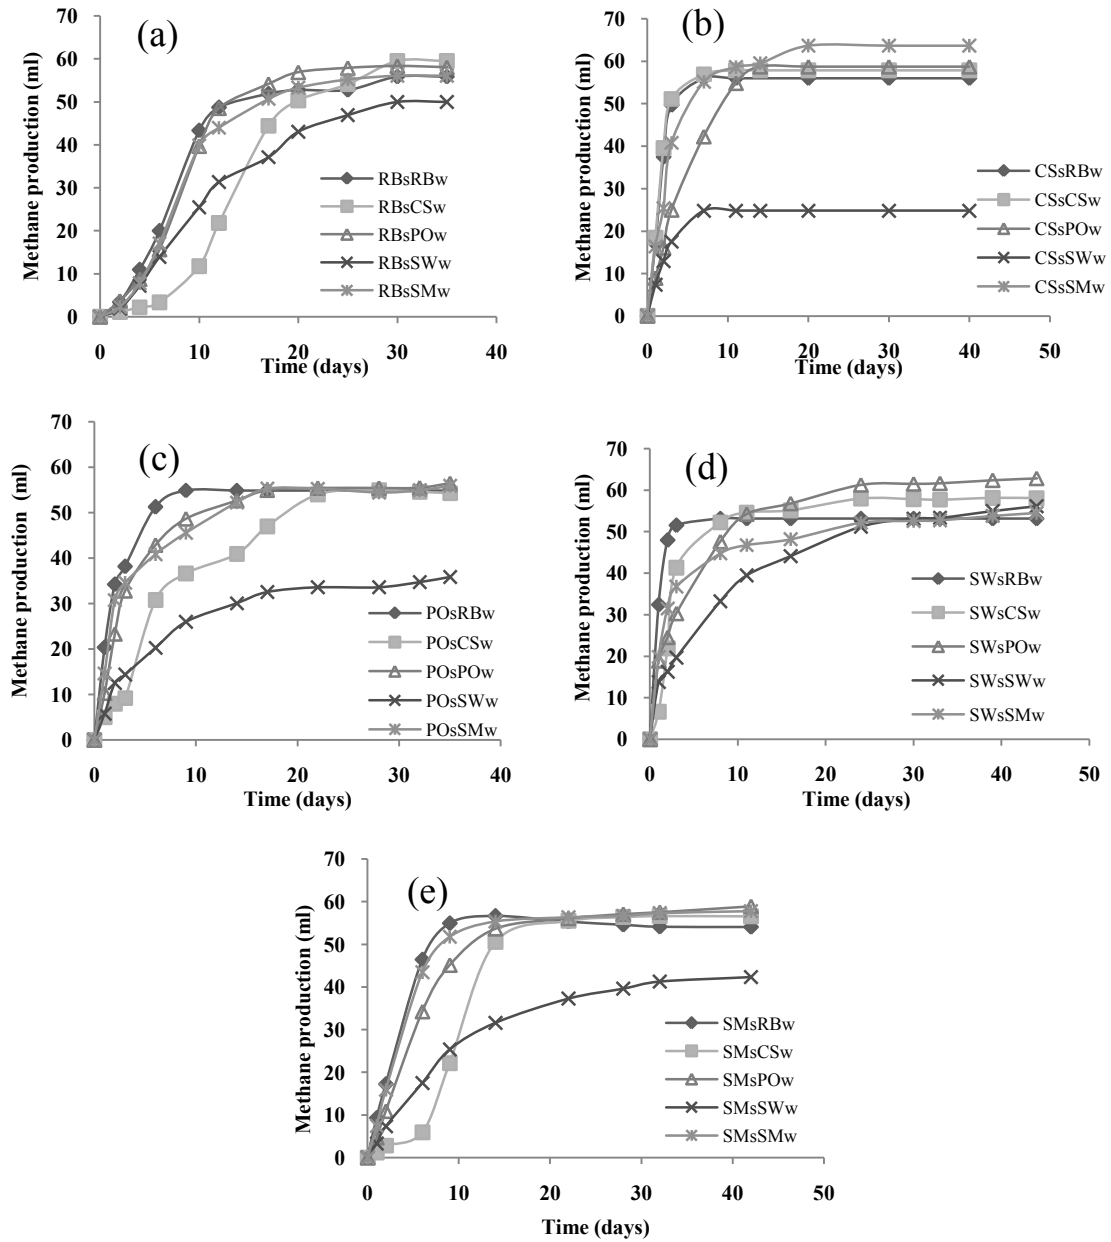 (a)
Methane production (ml)
70
60
50
40
30
20
10
0
RBsRBw
RBsCSw
RBsPOw
RBsSWw
RBsSMw
0 10 20 30 40
Time (days)
(b)
Methane production (ml)
70
60
50
40
30
20
10
0
CSsRBw
CSsCSw
CSsPOw
CSsSWw
CSsSMw
0 10 20 30 40 50
Time (days)
(c)
Methane production (ml)
70
60
50
40
30
20
10
0
POsRBw
POsCSw
POsPOw
POsSWw
POsSMw
0 10 20 30 40
Time (days)
(d)
Methane production (ml)
70
60
50
40
30
20
10
0
SWsRBw
SWsCSw
SWsPOw
SWsSWw
SWsSMw
0 10 20 30 40 50
Time (days)
(e)
Methane production (ml)
70
60
50
40
30
20
10
0
SMsRBw
SMsCSw
SMsPOw
SMsSWw
SMsSMw
0 10 20 30 40 50
Time (days)